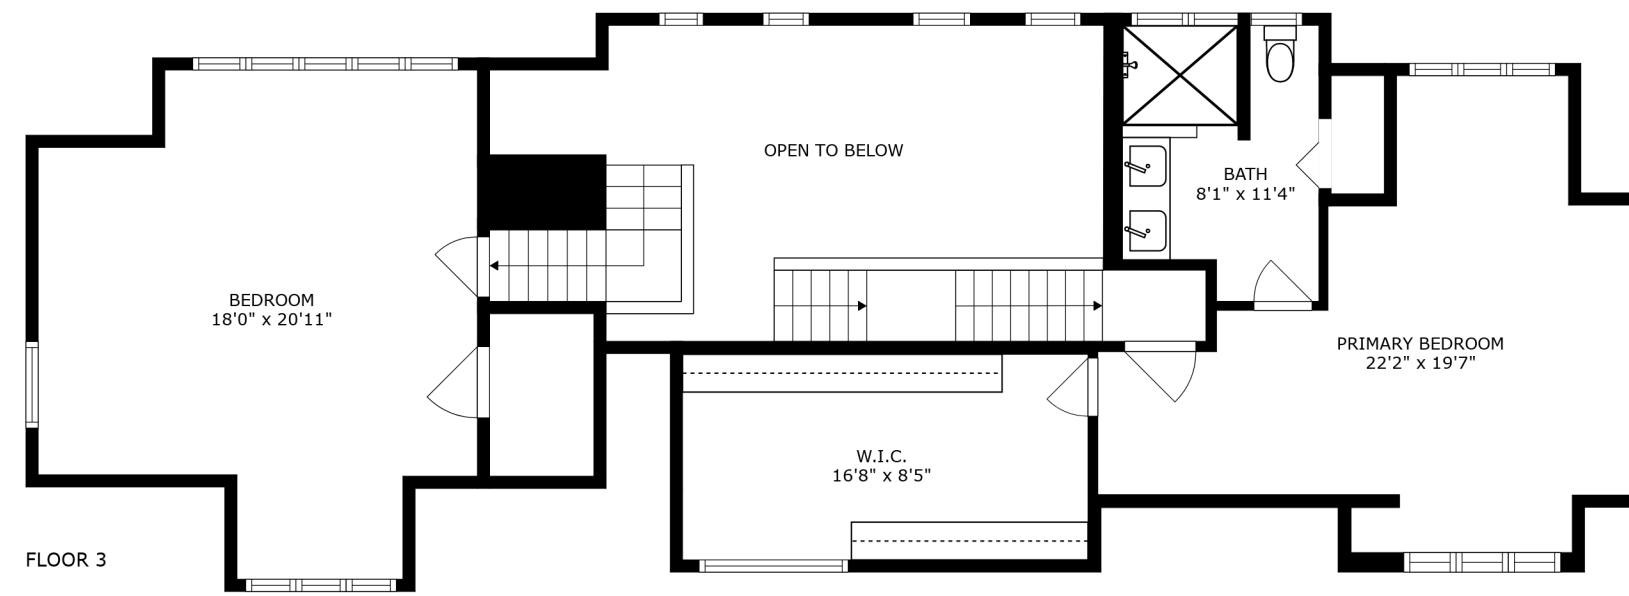 OPEN TO BELOW
BATH
8'1" x 11'4"
BEDROOM
18'0" x 20'11"
PRIMARY BEDROOM
22'2" x 19'7"
W.I.C.
16'8" x 8'5"
FLOOR 3